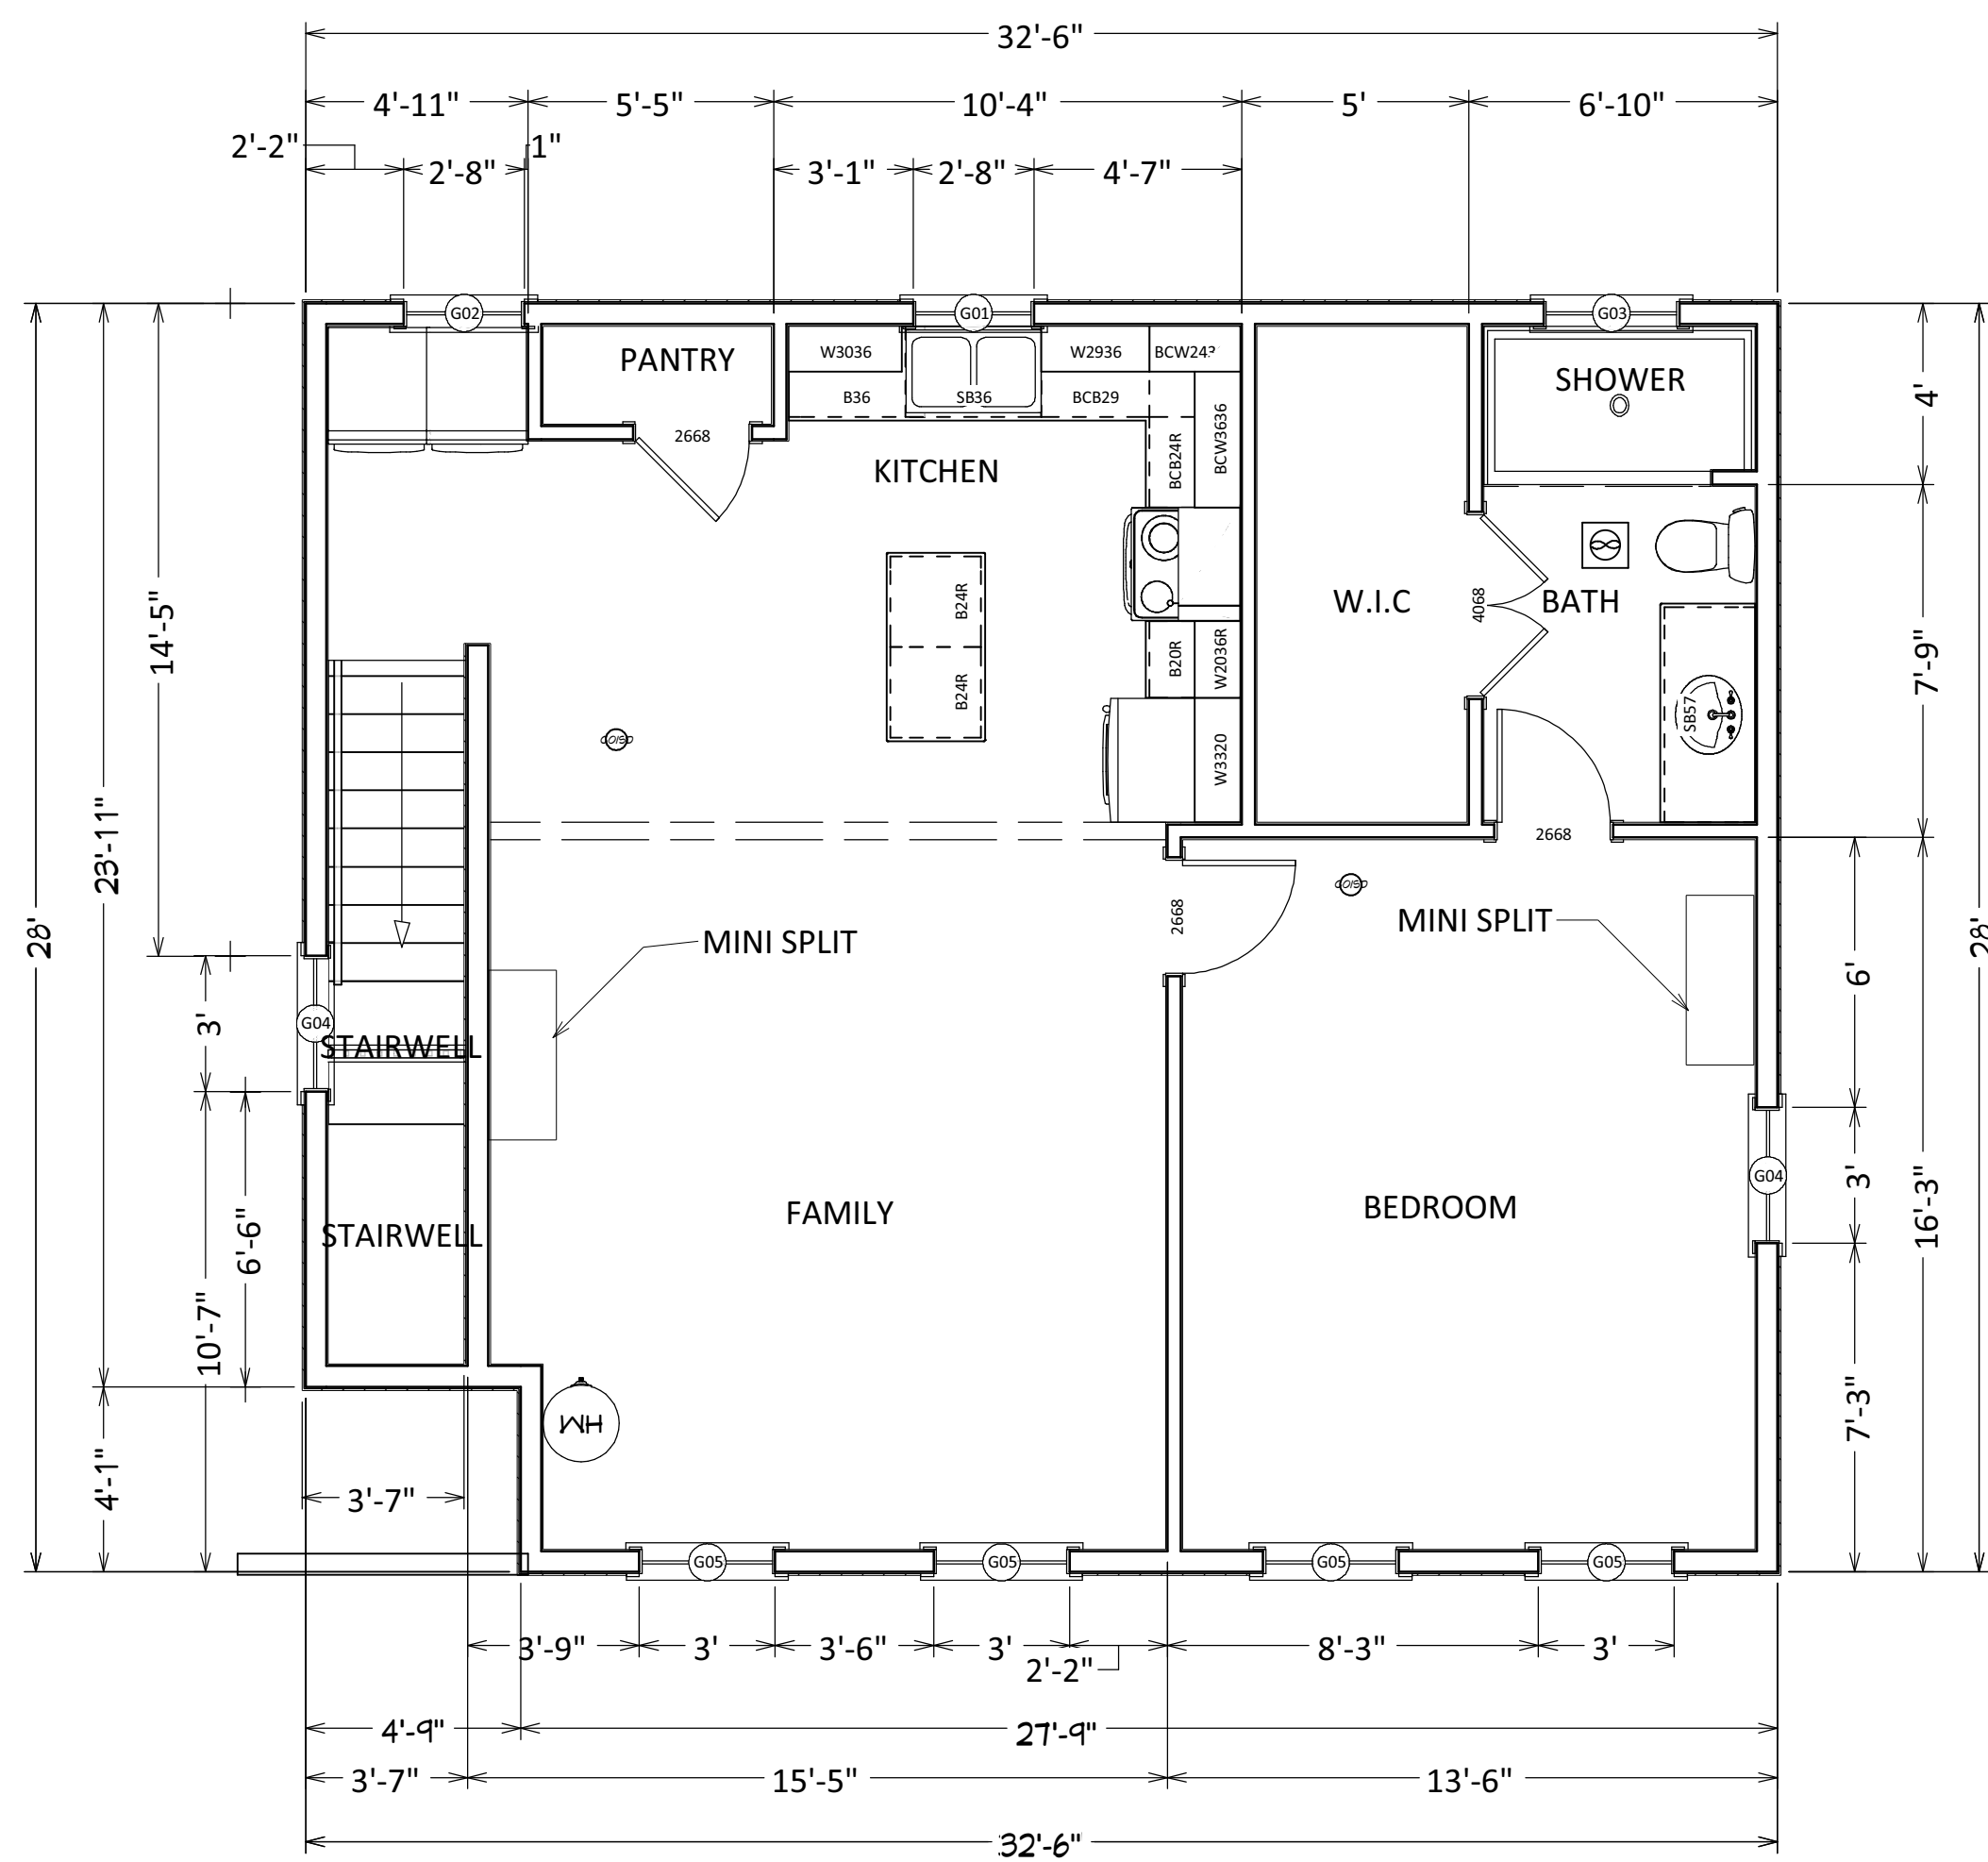 32'-6"
4'-11" 5'-5" 10'-4" 5' 6'-10"
2'-2" 2'-8" 1" 3'-1" 2'-8" 4'-7"
G02 G01 G03
PANTRY W3036 W2936 SHOWER
B36 SB36 BCB29
2668
BCB24R
BCW3636
KITCHEN
4'
14'-5"
B24R
B24R
W.I.C
4068
BATH
B20R
W2036R
7'-9"
SB57
W3320
23'-11"
28'
2668
2668
MINI SPLIT
MINI SPLIT
28'
6'
3'
G04
STAIRWELL
G04
3'
16'-3"
FAMILY
BEDROOM
STAIRWELL
6'-6"
10'-7"
7'-3"
HM
4'-1"
3'-7"
G05 G05 G05 G05
3'-9" 3' 3'-6" 3' 2'-2" 8'-3" 3'
4'-9" 27'-9"
3'-7" 15'-5" 13'-6"
32'-6"